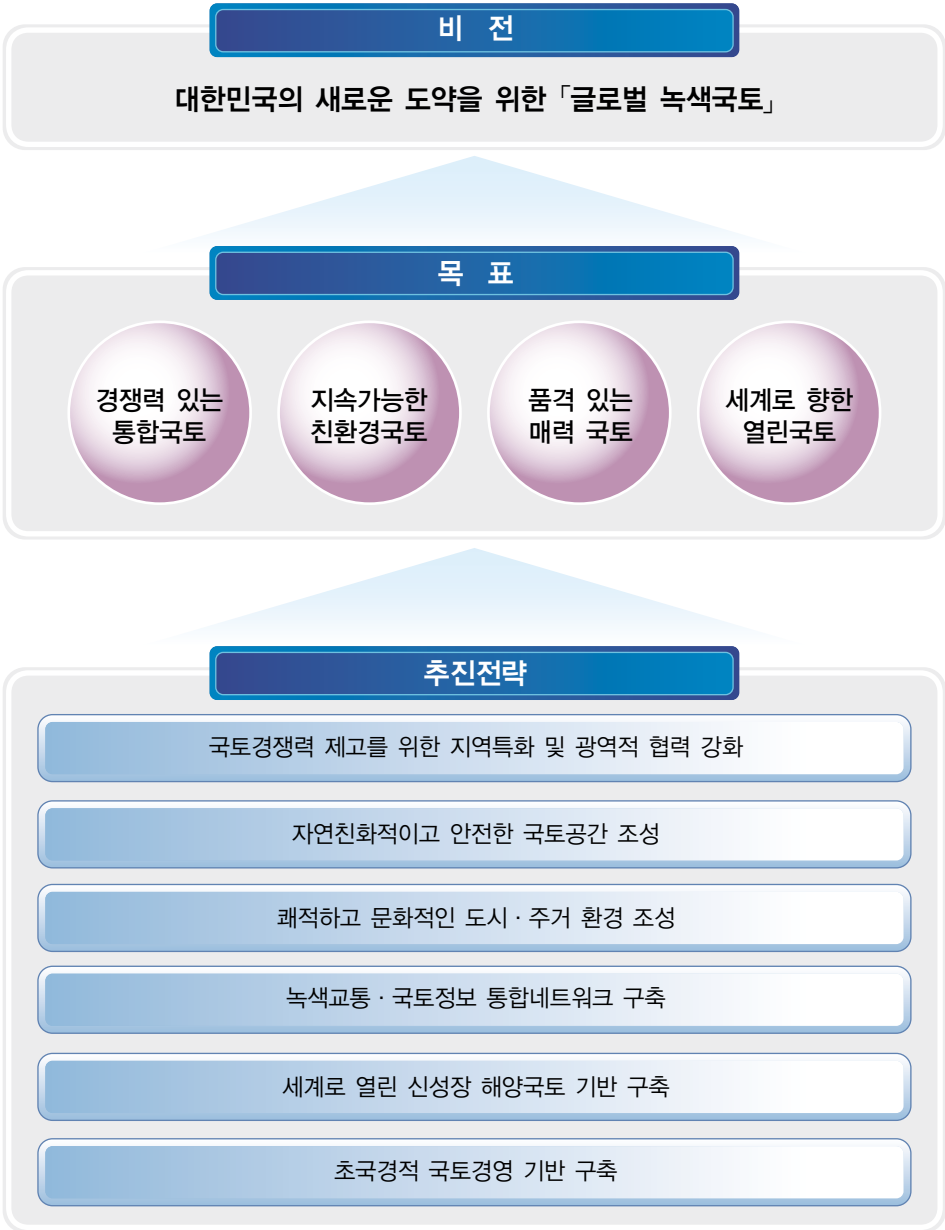 비 전
대한민국의 새로운 도약을 위한 「글로벌 녹색국토」
목 표
경쟁력 있는
통합국토
지속가능한
친환경국토
품격 있는
매력 국토
세계로 향한
열린국토
추진전략
국토경쟁력 제고를 위한 지역특화 및 광역적 협력 강화
자연친화적이고 안전한 국토공간 조성
쾌적하고 문화적인 도시 · 주거 환경 조성
녹색교통 · 국토정보 통합네트워크 구축
세계로 열린 신성장 해양국토 기반 구축
초국경적 국토경영 기반 구축